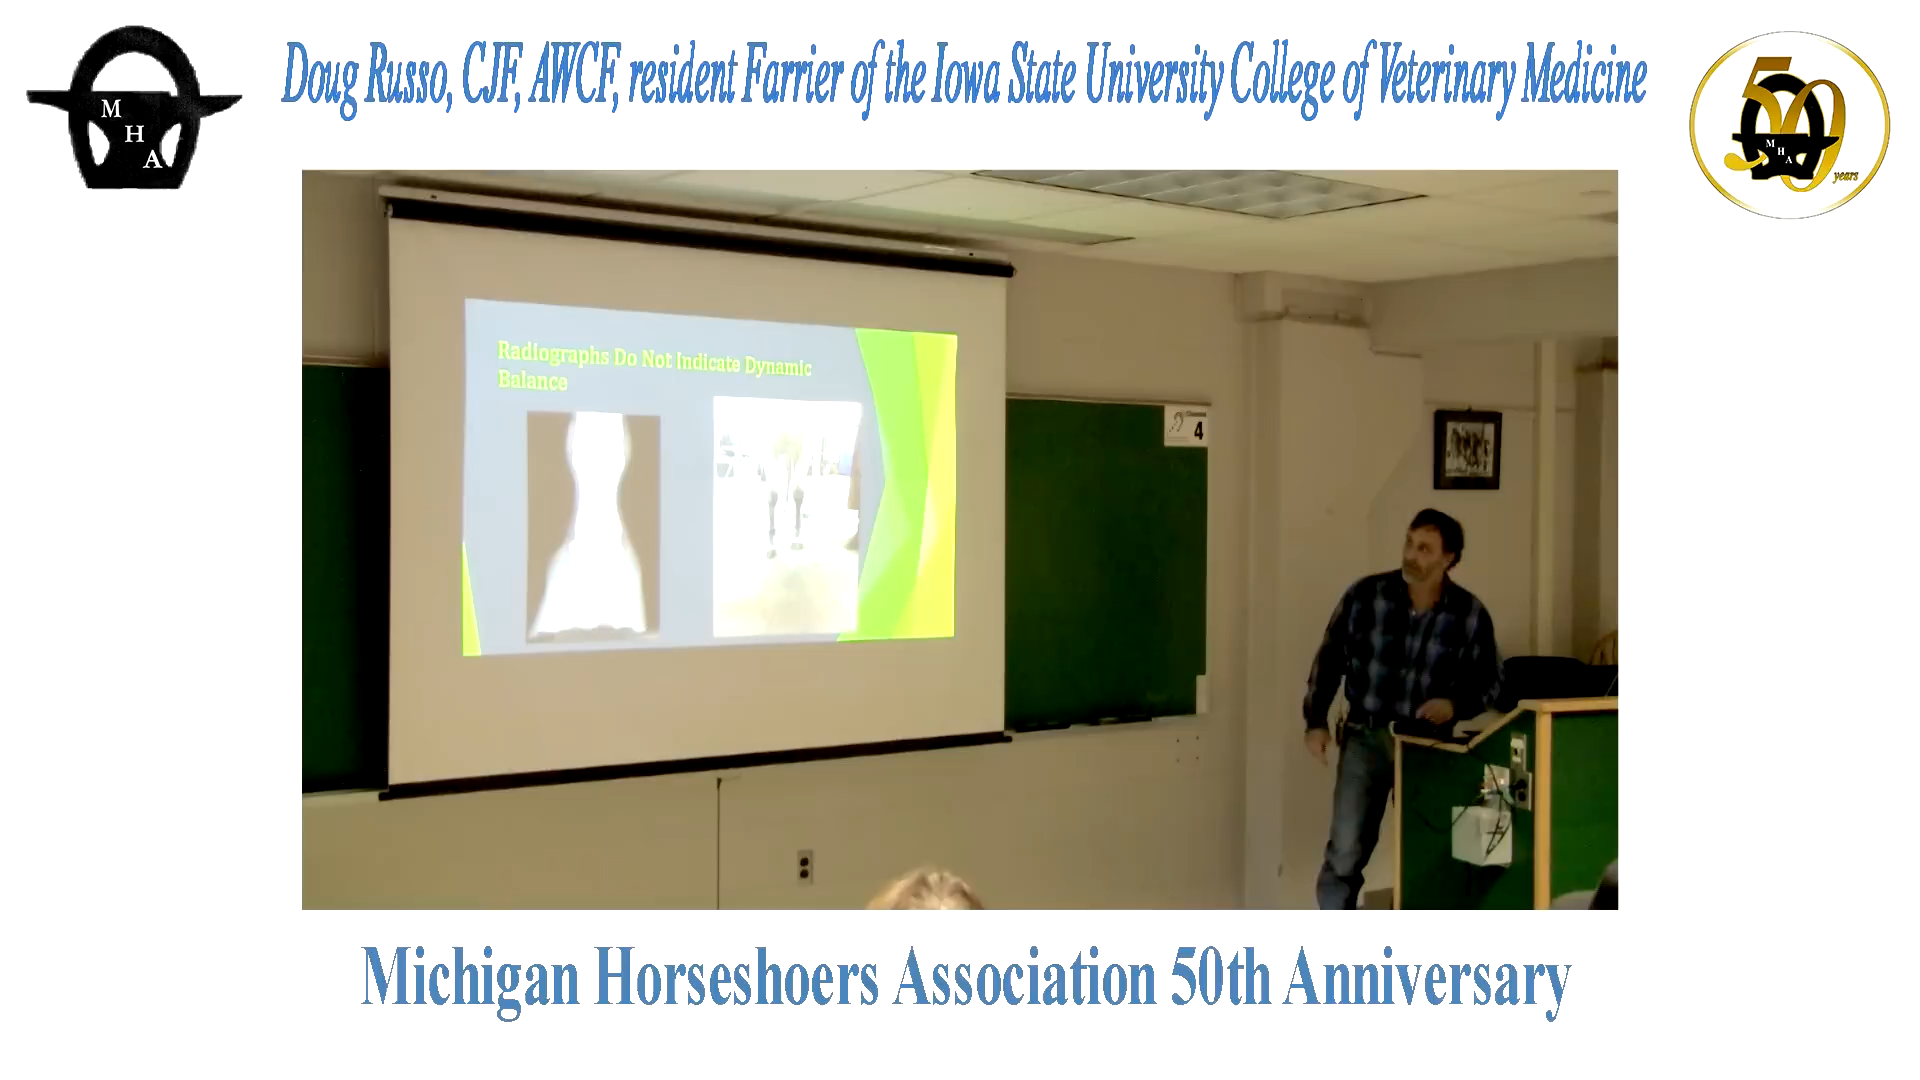 Doug Russo, CJF, AWCF, resident Farrier of the Iowa State University College of Veterinary Medicine
M
H
A
50
M
H
A
years
Radiographs Do Not Indicate Dynamic
Balance
4
Michigan Horseshoers Association 50th Anniversary